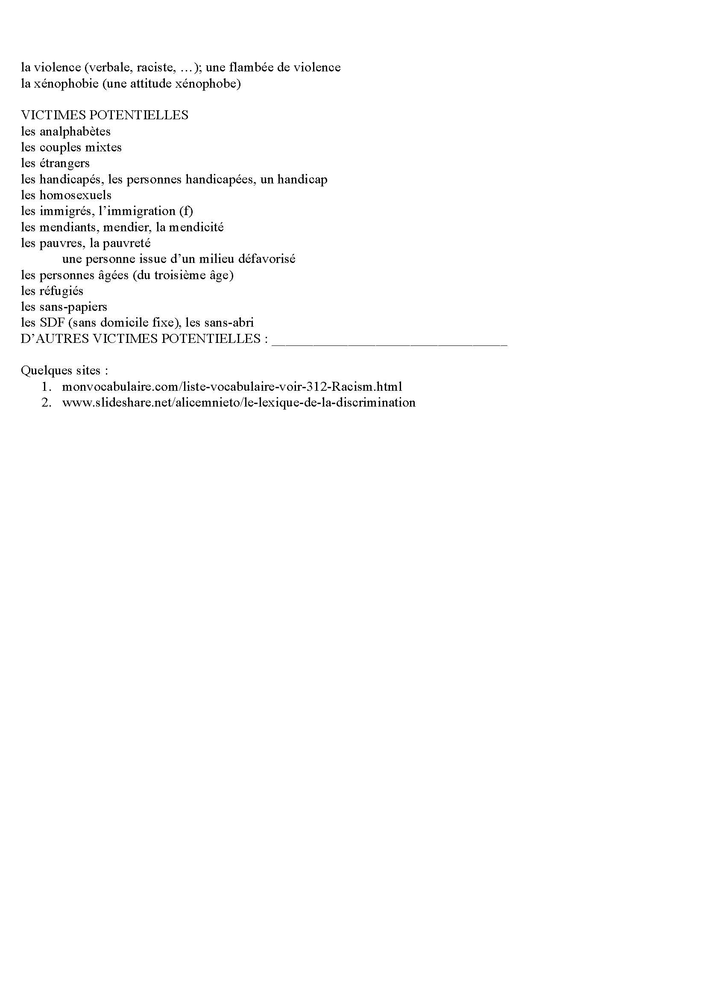 la violence (verbale, raciste, …); une flambée de violence
la xénophobie (une attitude xénophobe)
VICTIMES POTENTIELLES
les analphabètes
les couples mixtes
les étrangers
les handicapés, les personnes handicapées, un handicap
les homosexuels
les immigrés, l’immigration (f)
les mendiants, mendier, la mendicité
les pauvres, la pauvreté
une personne issue d’un milieu défavorisé
les personnes âgées (du troisième âge)
les réfugiés
les sans-papiers
les SDF (sans domicile fixe), les sans-abri
D’AUTRES VICTIMES POTENTIELLES : __________________________________
Quelques sites :
1. monvocabulaire.com/liste-vocabulaire-voir-312-Racism.html
2. www.slideshare.net/alicemnieto/le-lexique-de-la-discrimination